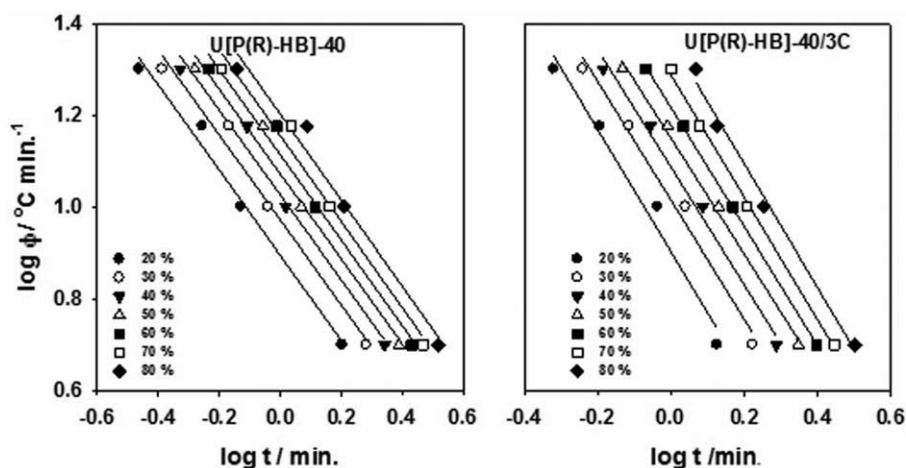 U[P(R)-HB]-40
log ϕ / °C min.⁻¹
1.4
1.2
1.0
0.8
0.6
20 %
30 %
40 %
50 %
60 %
70 %
80 %
-0.6 -0.4 -0.2 0.0 0.2 0.4 0.6
log t / min.
U[P(R)-HB]-40/3C
20 %
30 %
40 %
50 %
60 %
70 %
80 %
-0.6 -0.4 -0.2 0.0 0.2 0.4 0.6
log t /min.